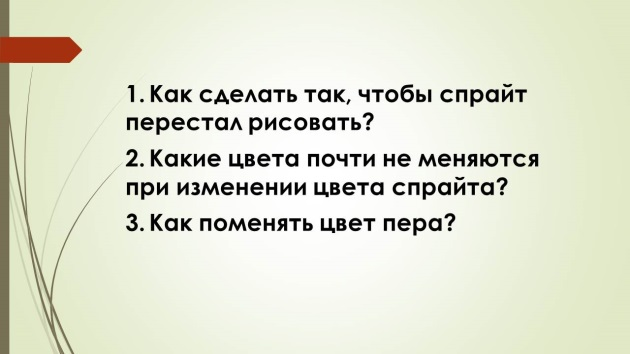 1. Как сделать так, чтобы спрайт
перестал рисовать?
2. Какие цвета почти не меняются
при изменении цвета спрайта?
3. Как поменять цвет пера?